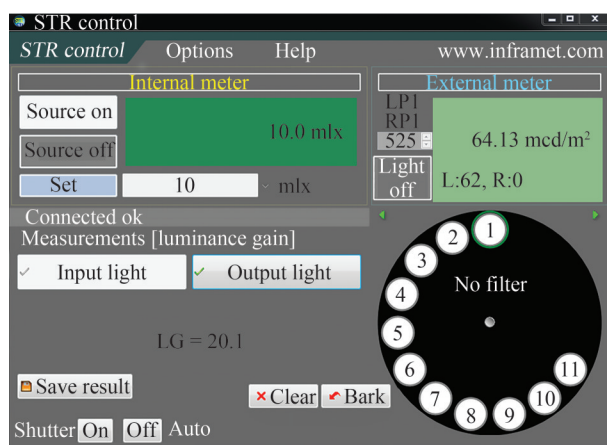 STR control
STR control Options Help www.inframet.com
Internal meter
Source on
10.0 mlx
Source off
Set 10 mlx
External meter
LP1
RP1
525
64.13 mcd/m²
Light off
L:62, R:0
Connected ok
Measurements [luminance gain]
Input light Output light
LG = 20.1
Save result
Clear Bark
Shutter On Off Auto
No filter
1
2
3
4
5
6
7
8
9
10
11